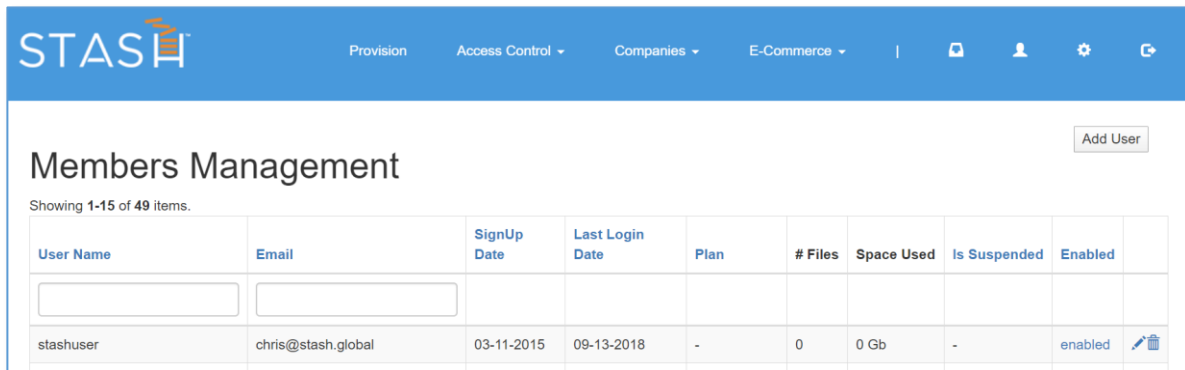 STASH™
Provision Access Control Companies E-Commerce |
Add User
Members Management
Showing 1-15 of 49 items.
User Name Email SignUp Date Last Login Date Plan # Files Space Used Is Suspended Enabled
stashuser chris@stash.global 03-11-2015 09-13-2018 - 0 0 Gb - enabled